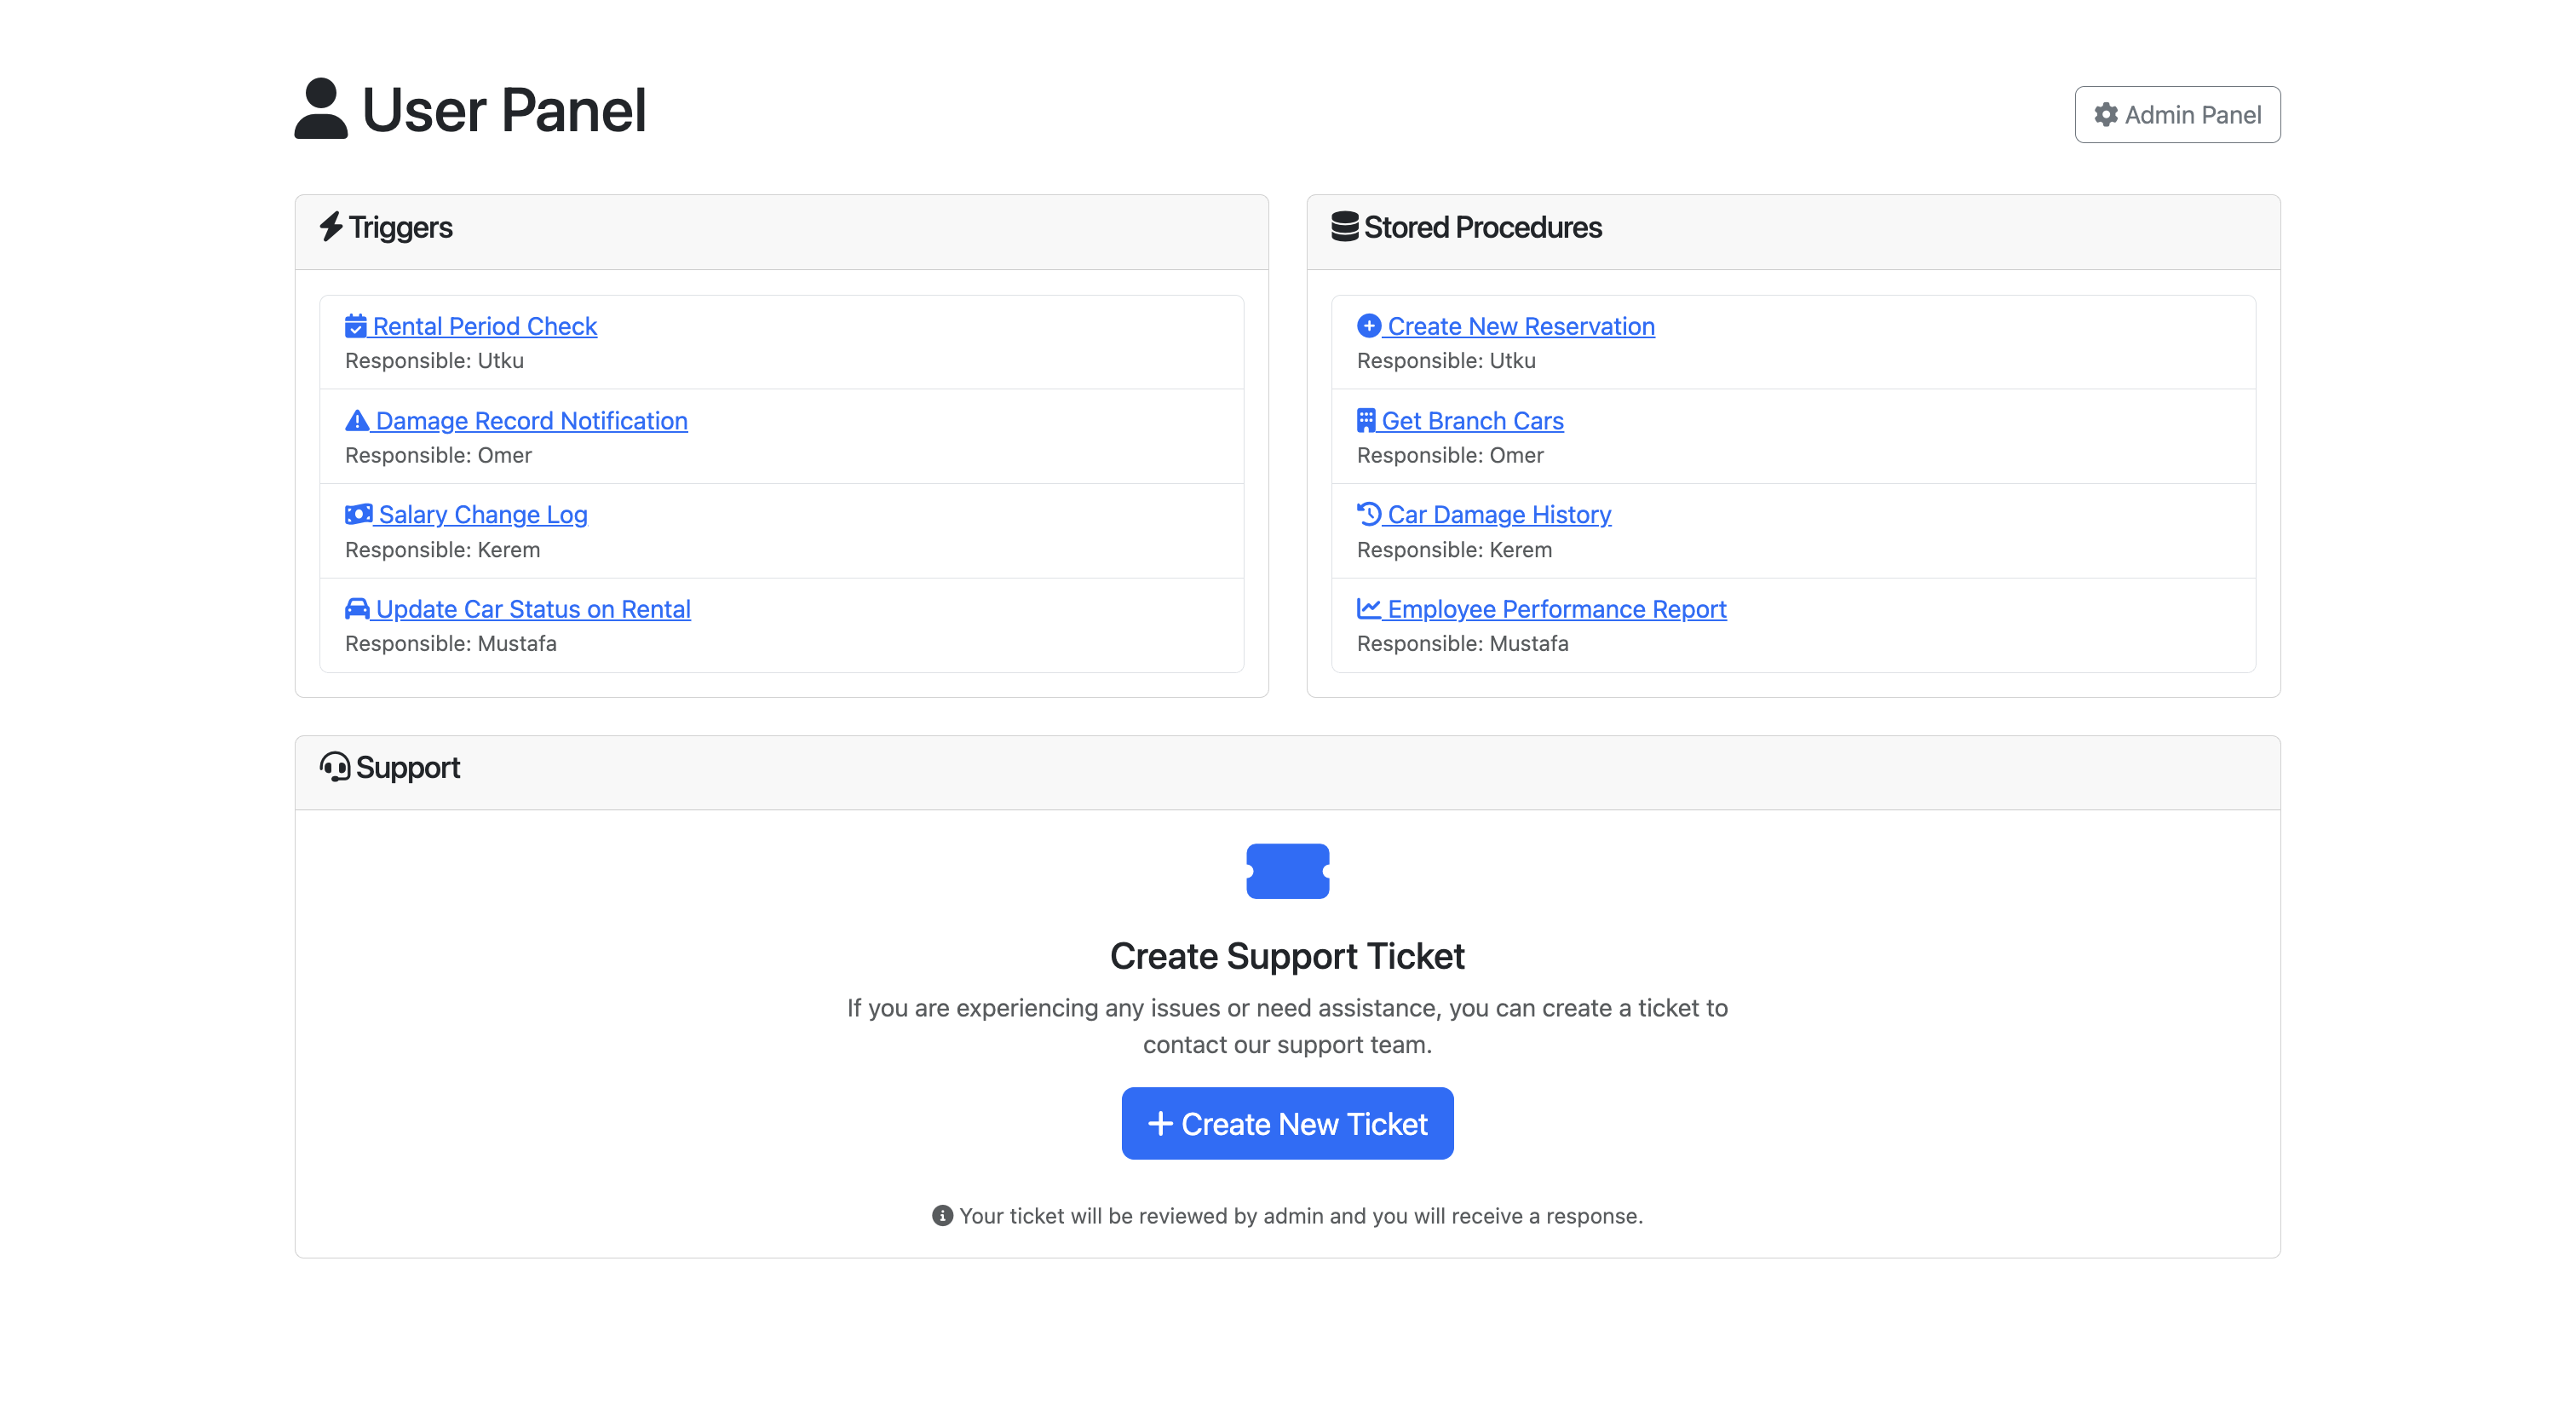 User Panel
Admin Panel
Triggers
Rental Period Check
Responsible: Utku
Damage Record Notification
Responsible: Omer
Salary Change Log
Responsible: Kerem
Update Car Status on Rental
Responsible: Mustafa
Stored Procedures
Create New Reservation
Responsible: Utku
Get Branch Cars
Responsible: Omer
Car Damage History
Responsible: Kerem
Employee Performance Report
Responsible: Mustafa
Support
Create Support Ticket
If you are experiencing any issues or need assistance, you can create a ticket to
contact our support team.
Create New Ticket
Your ticket will be reviewed by admin and you will receive a response.